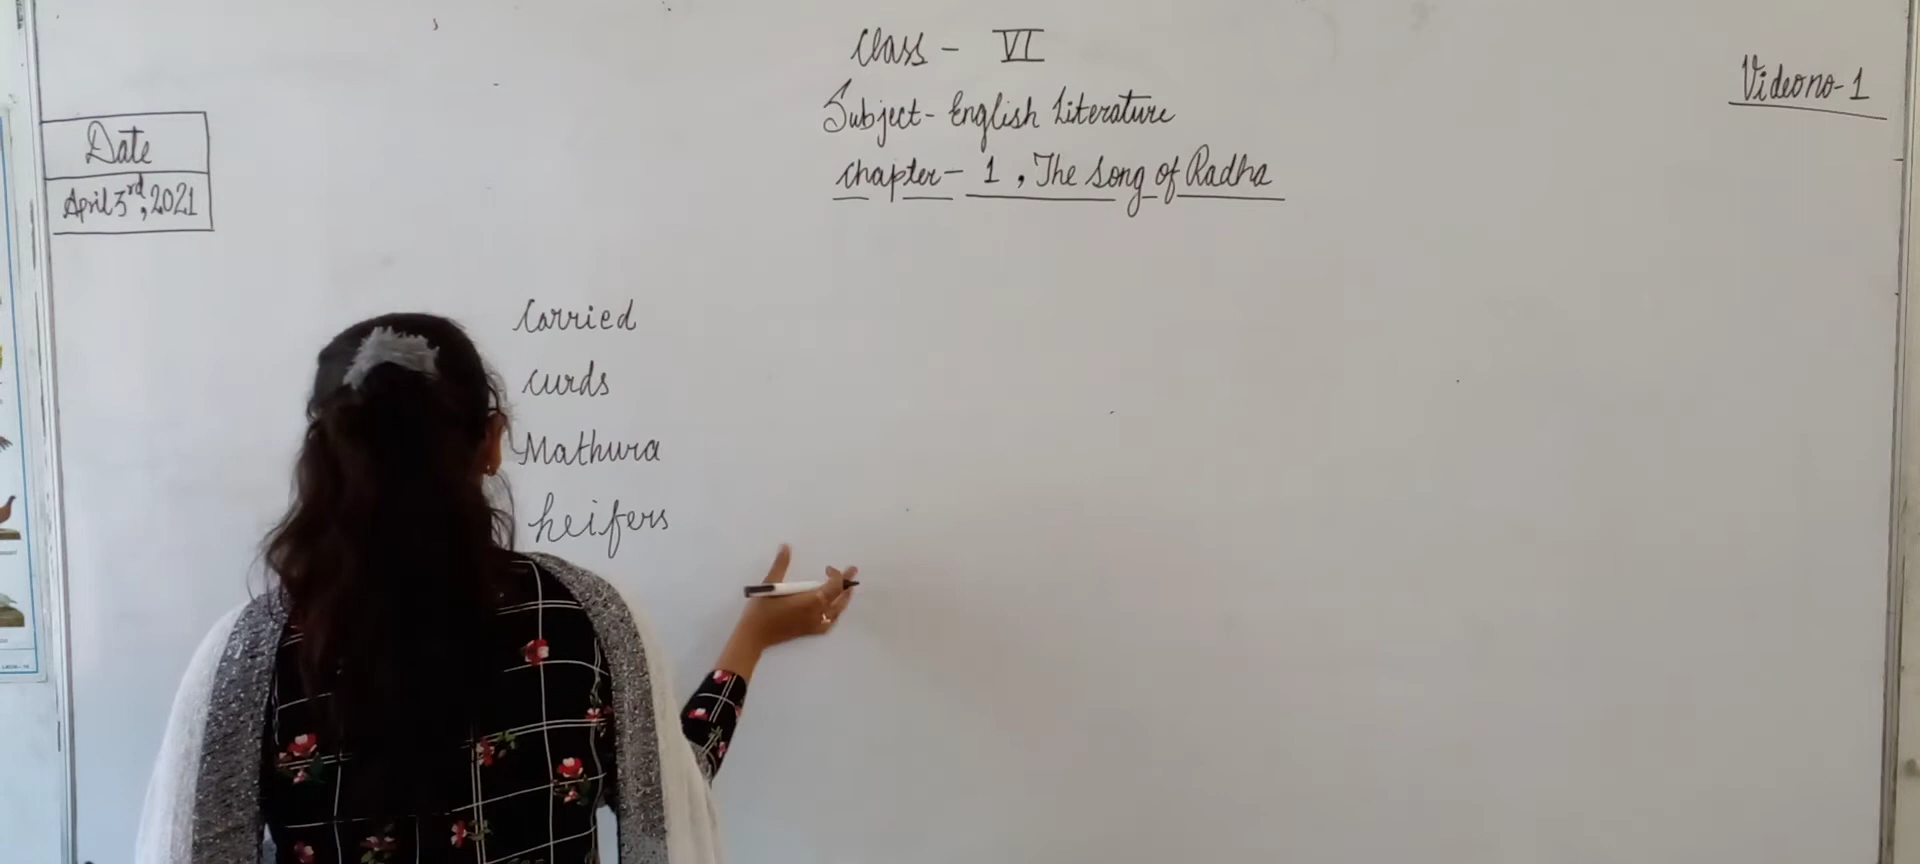 Class - VI
Subject - English Literature
Chapter - 1, The Song of Radha
Video no - 1
Date
April 3rd, 2021
Carried
curds
Mathura
heifers